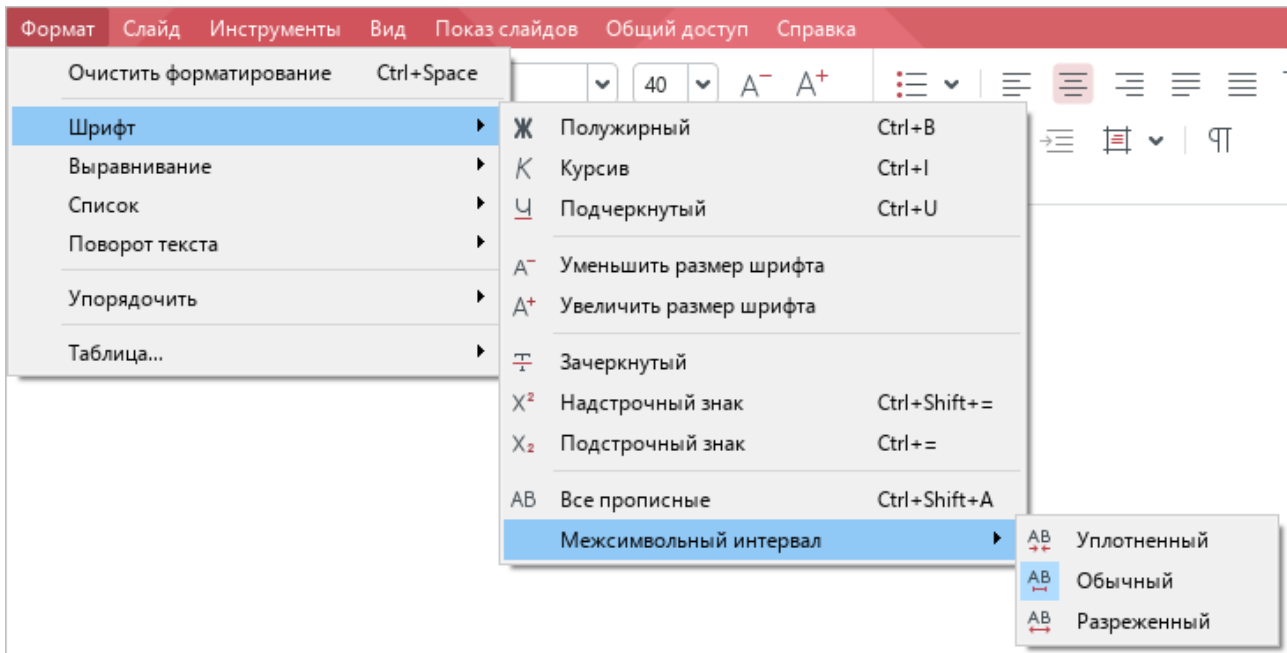 Формат Слайд Инструменты Вид Показ слайдов Общий доступ Справка
Очистить форматирование Ctrl+Space
40 A⁻ A⁺
Шрифт
Выравнивание
Список
Поворот текста
Упорядочить
Таблица...
Ж Полужирный Ctrl+B
К Курсив Ctrl+I
Ч Подчеркнутый Ctrl+U
A⁻ Уменьшить размер шрифта
A⁺ Увеличить размер шрифта
Т Зачеркнутый
X² Надстрочный знак Ctrl+Shift+=
X₂ Подстрочный знак Ctrl+=
AB Все прописные Ctrl+Shift+A
Межсимвольный интервал
AB Уплотненный
AB Обычный
AB Разреженный